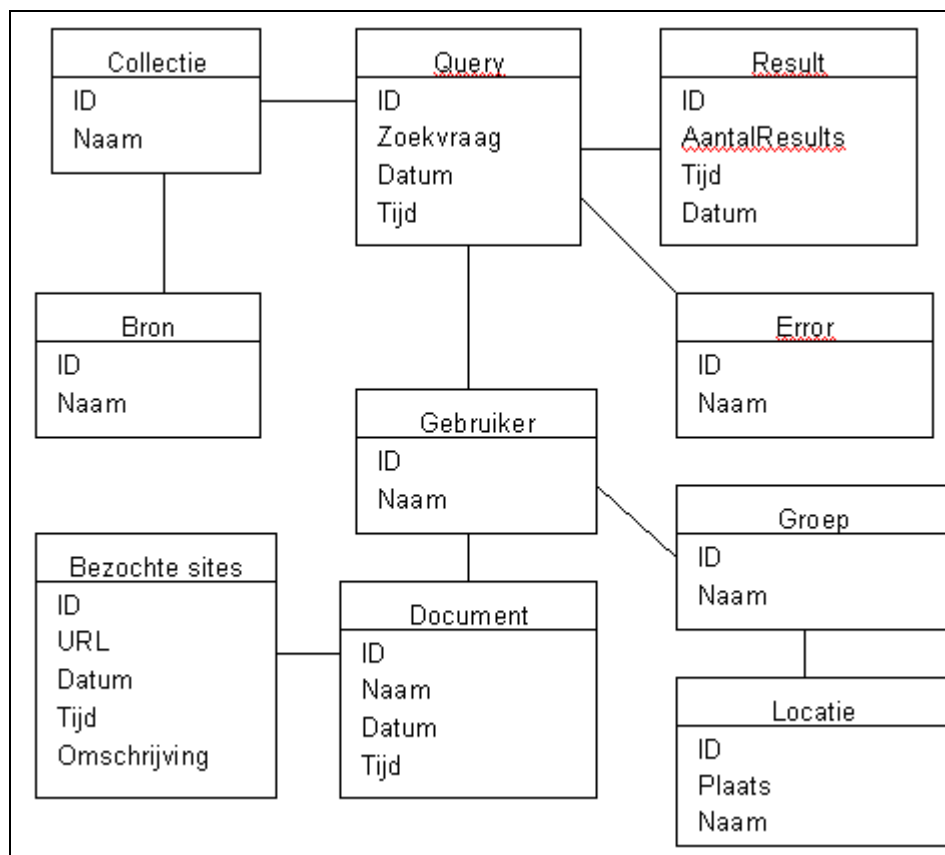 Collectie
ID
Naam
Query
ID
Zoekvraag
Datum
Tijd
Result
ID
AantalResults
Tijd
Datum
Bron
ID
Naam
Error
ID
Naam
Gebruiker
ID
Naam
Groep
ID
Naam
Bezochte sites
ID
URL
Datum
Tijd
Omschrijving
Document
ID
Naam
Datum
Tijd
Locatie
ID
Plaats
Naam